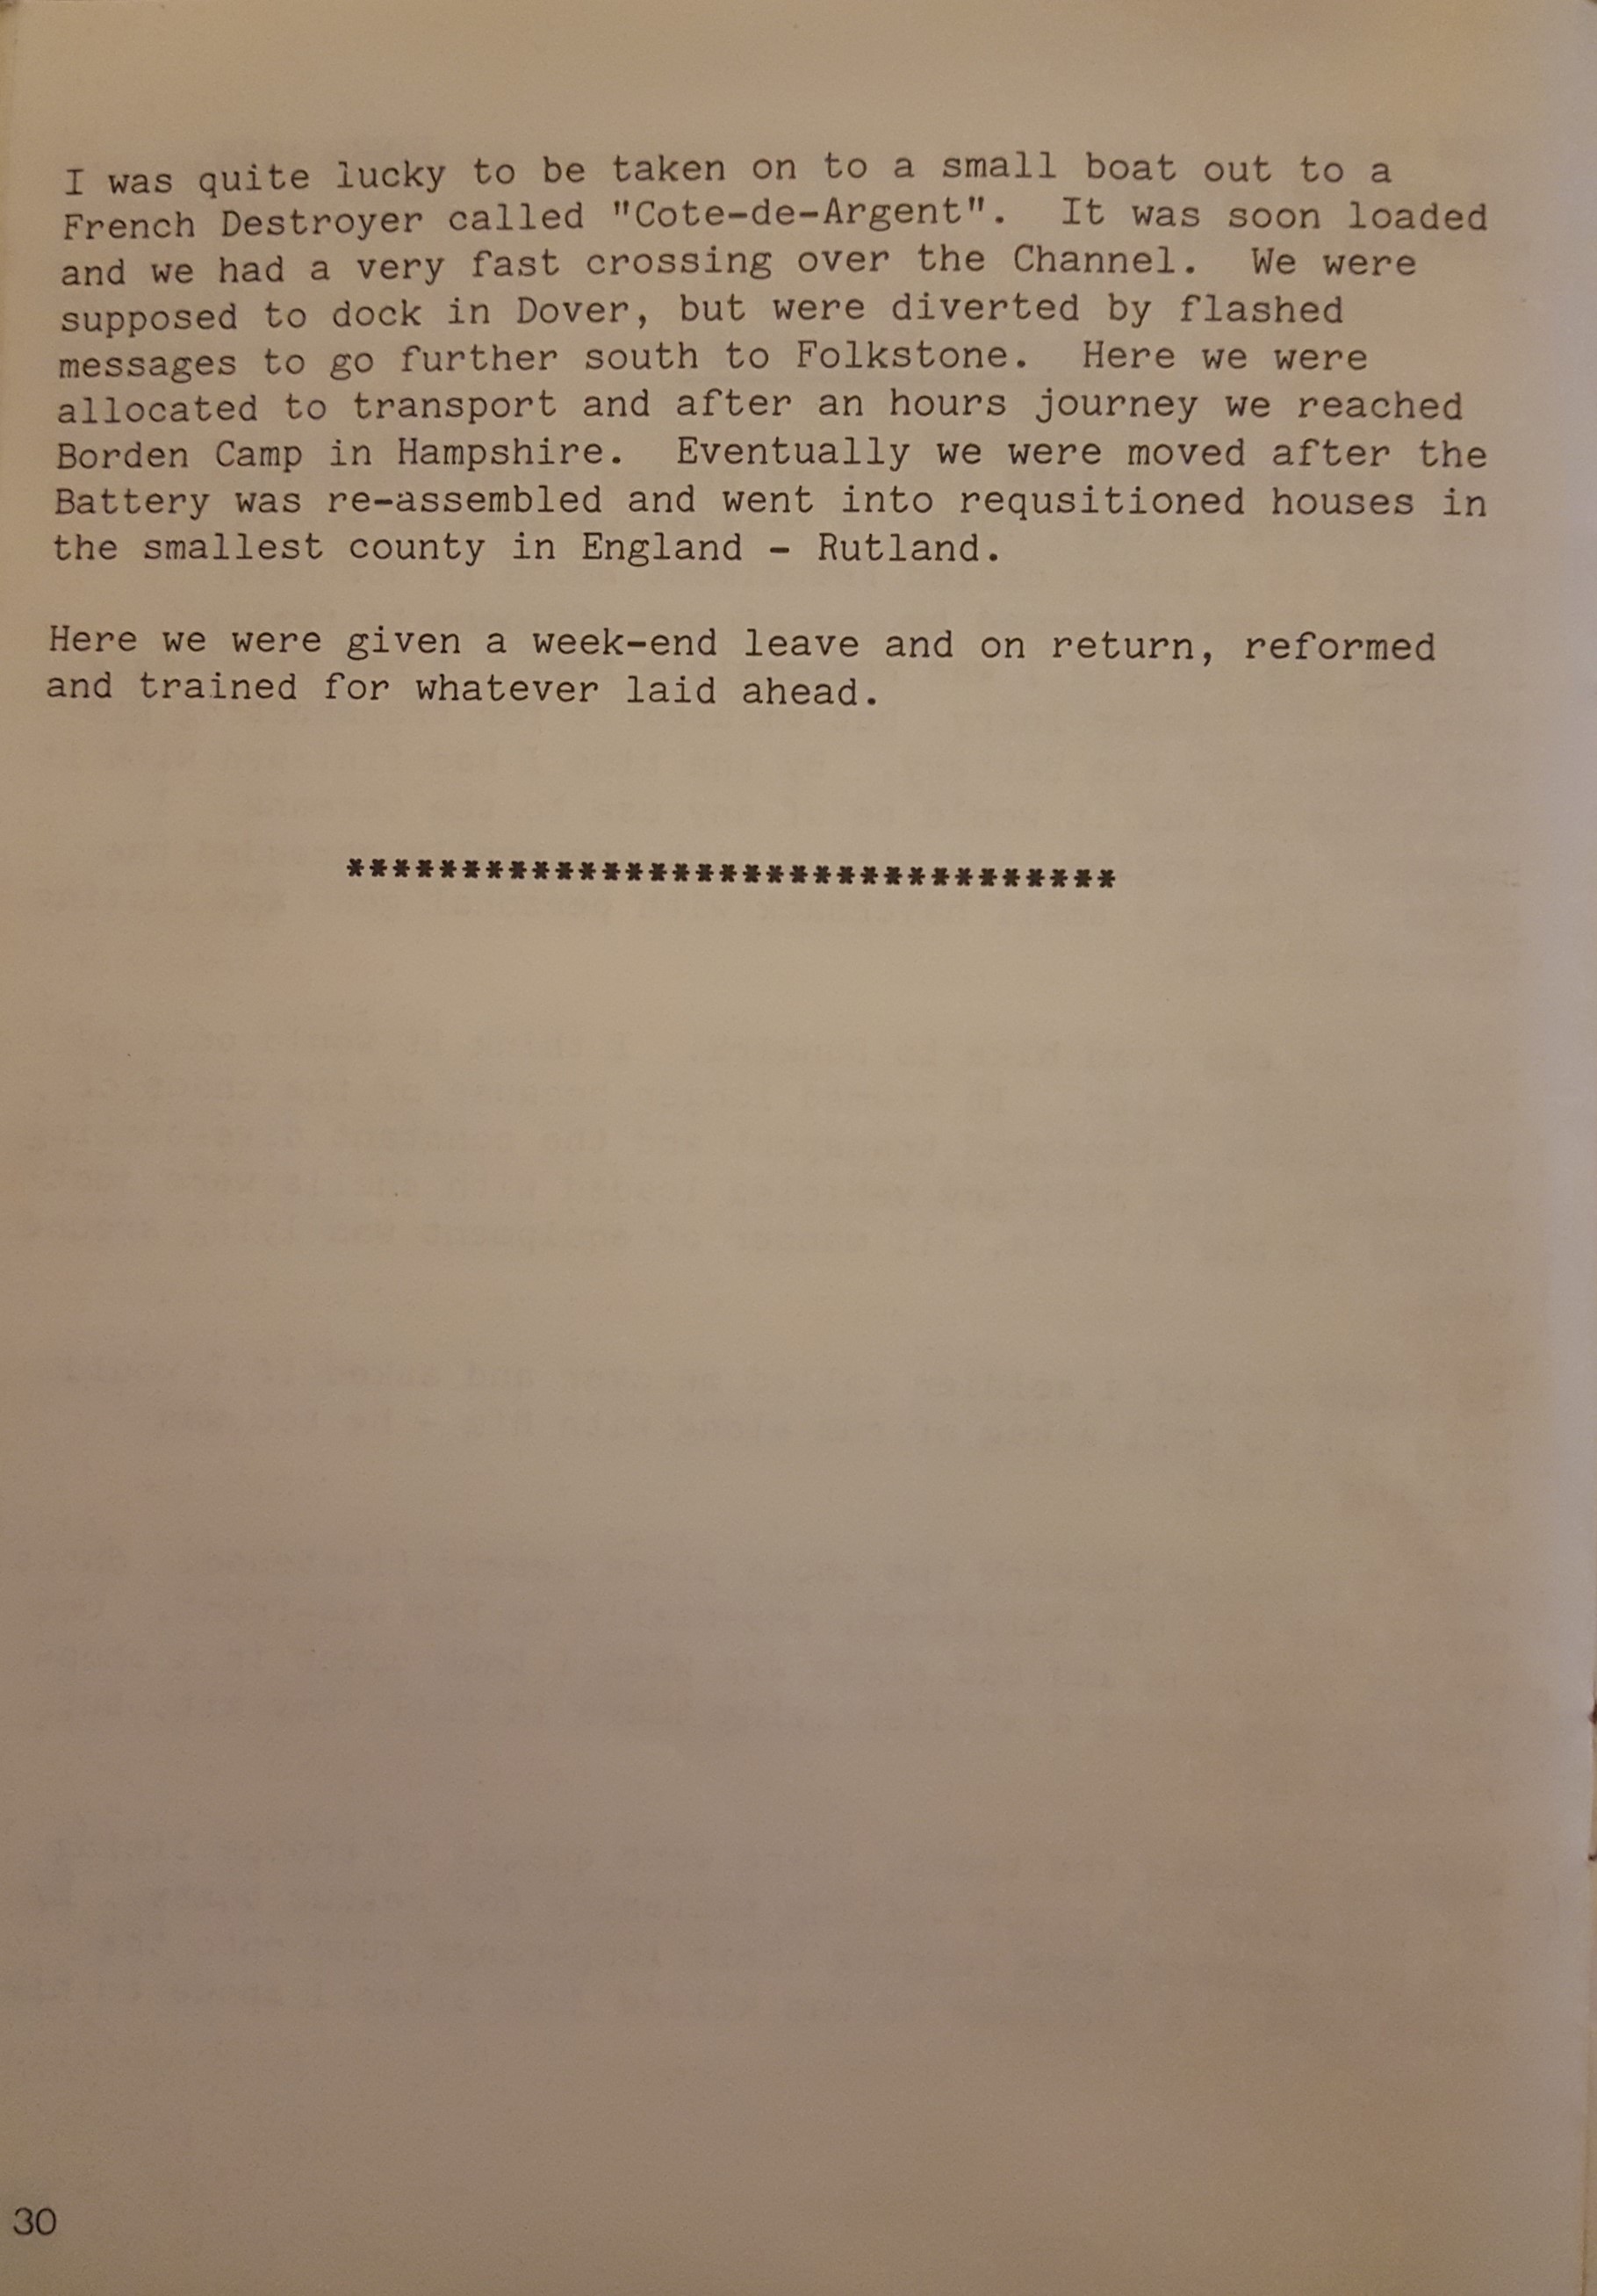 I was quite lucky to be taken on to a small boat out to a
French Destroyer called "Cote-de-Argent".  It was soon loaded
and we had a very fast crossing over the Channel.  We were
supposed to dock in Dover, but were diverted by flashed
messages to go further south to Folkstone.  Here we were
allocated to transport and after an hours journey we reached
Borden Camp in Hampshire.  Eventually we were moved after the
Battery was re-assembled and went into requsitioned houses in
the smallest county in England - Rutland.

Here we were given a week-end leave and on return, reformed
and trained for whatever laid ahead.

*********************************

30